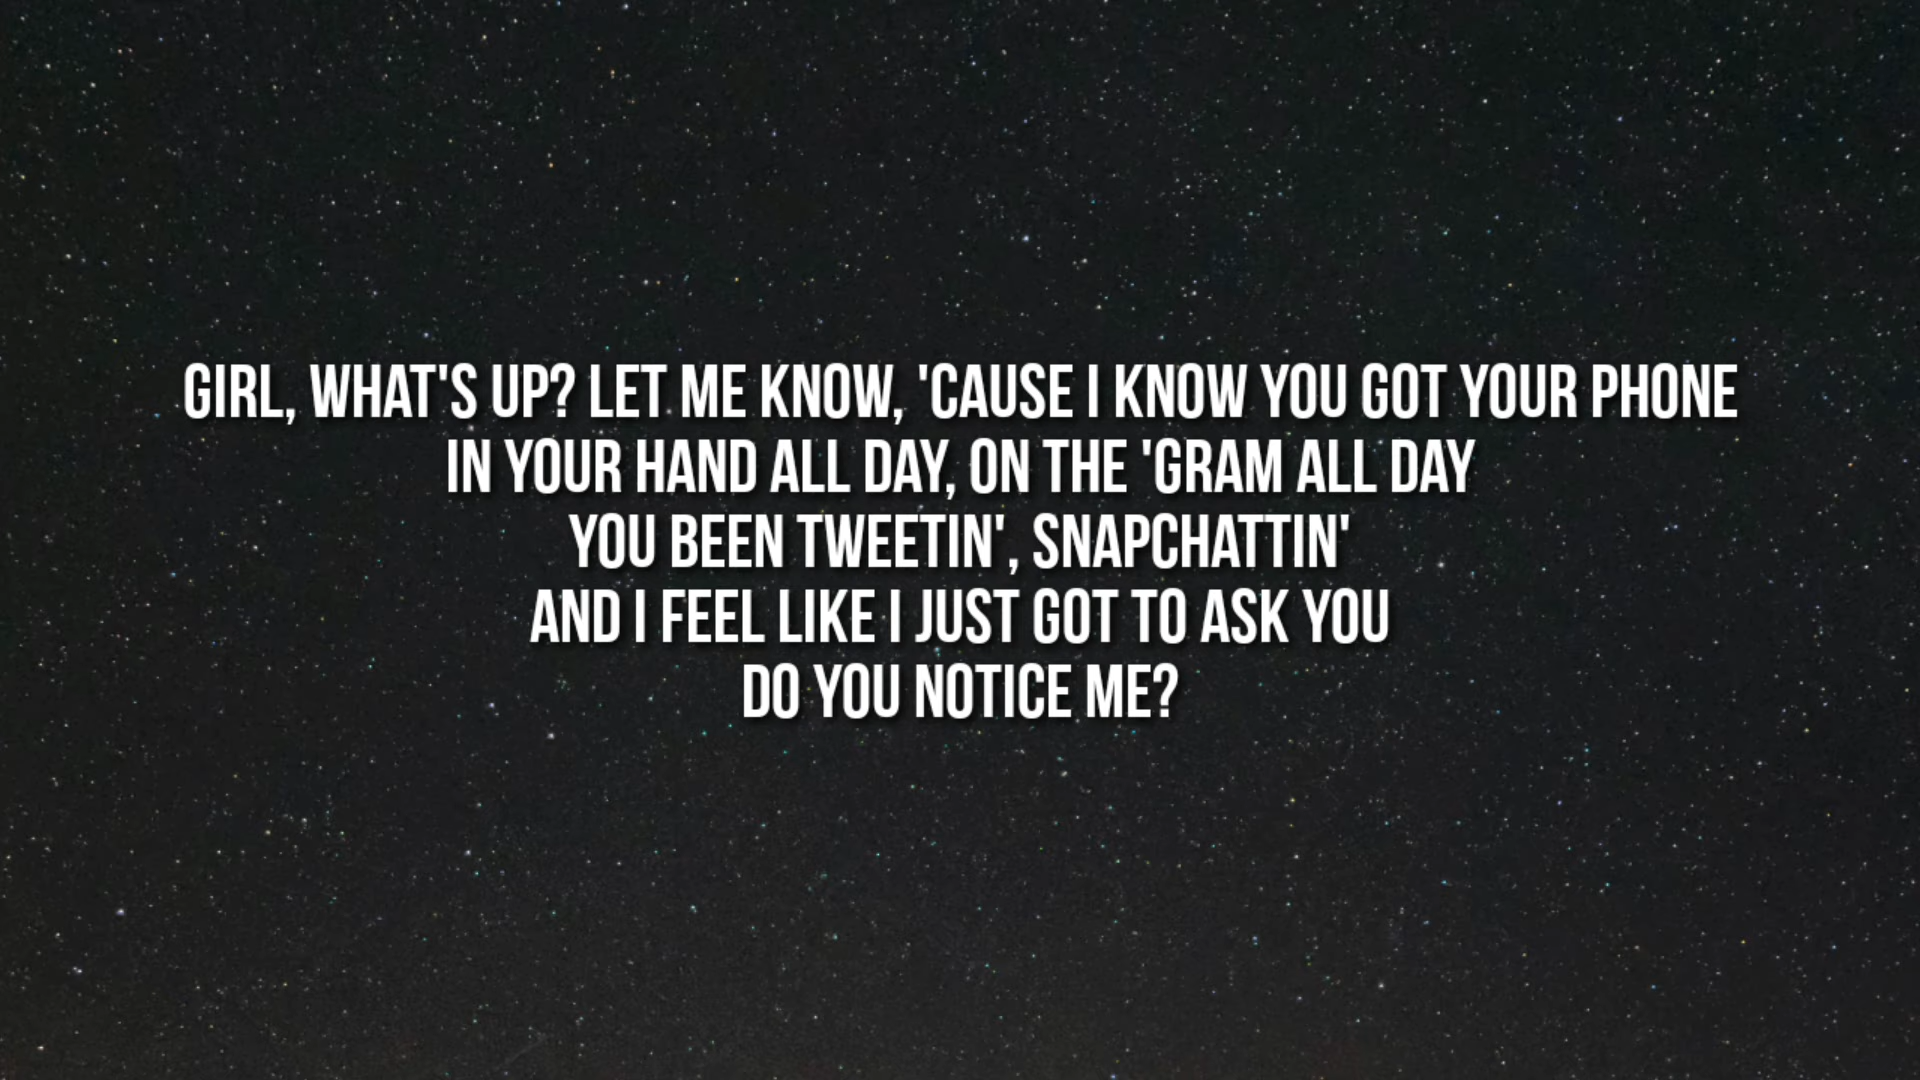 GIRL, WHAT'S UP? LET ME KNOW, 'CAUSE I KNOW YOU GOT YOUR PHONE
IN YOUR HAND ALL DAY, ON THE 'GRAM ALL DAY
YOU BEEN TWEETIN', SNAPCHATTIN'
AND I FEEL LIKE I JUST GOT TO ASK YOU
DO YOU NOTICE ME?